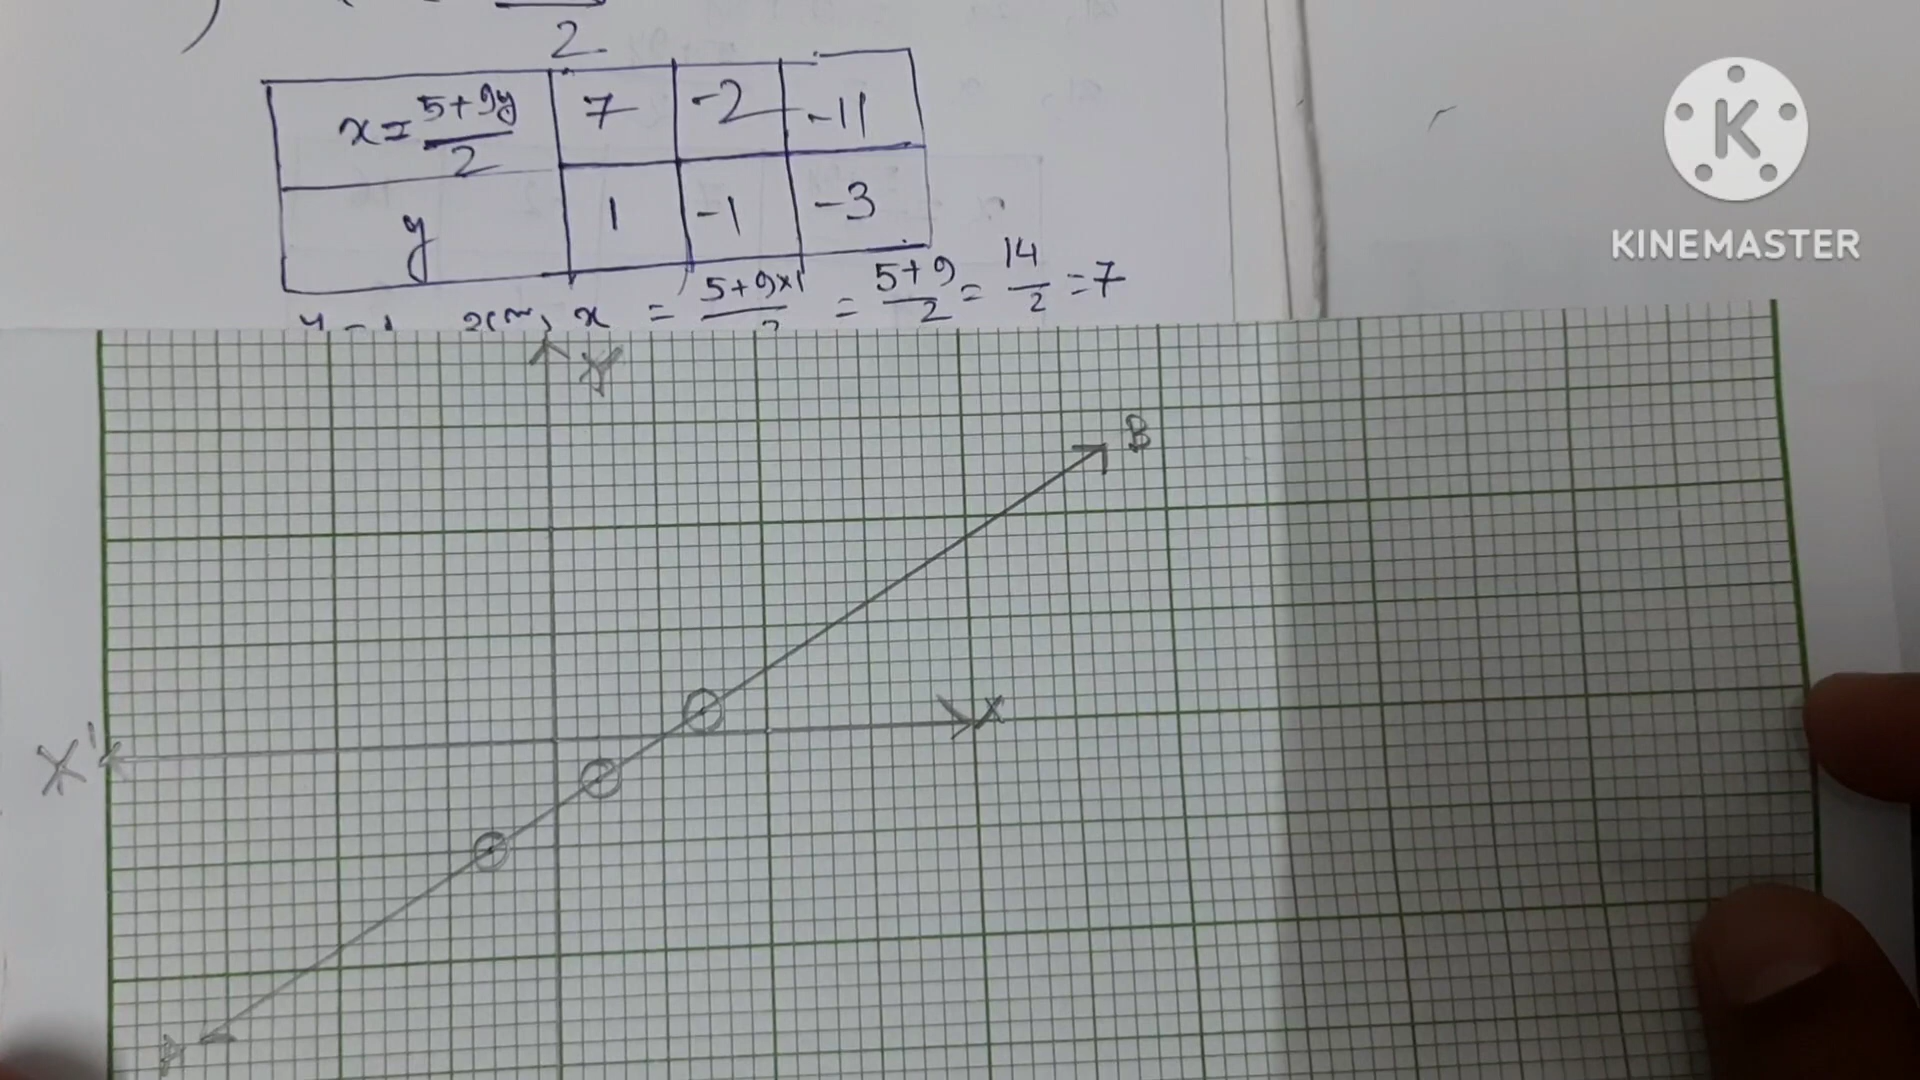 2
x = 5+9y/2 7 -2 -11
y 1 -1 -3
x = 5+9×1/2 = 5+9/2 = 14/2 = 7
K
KINEMASTER
Y
B
X' X